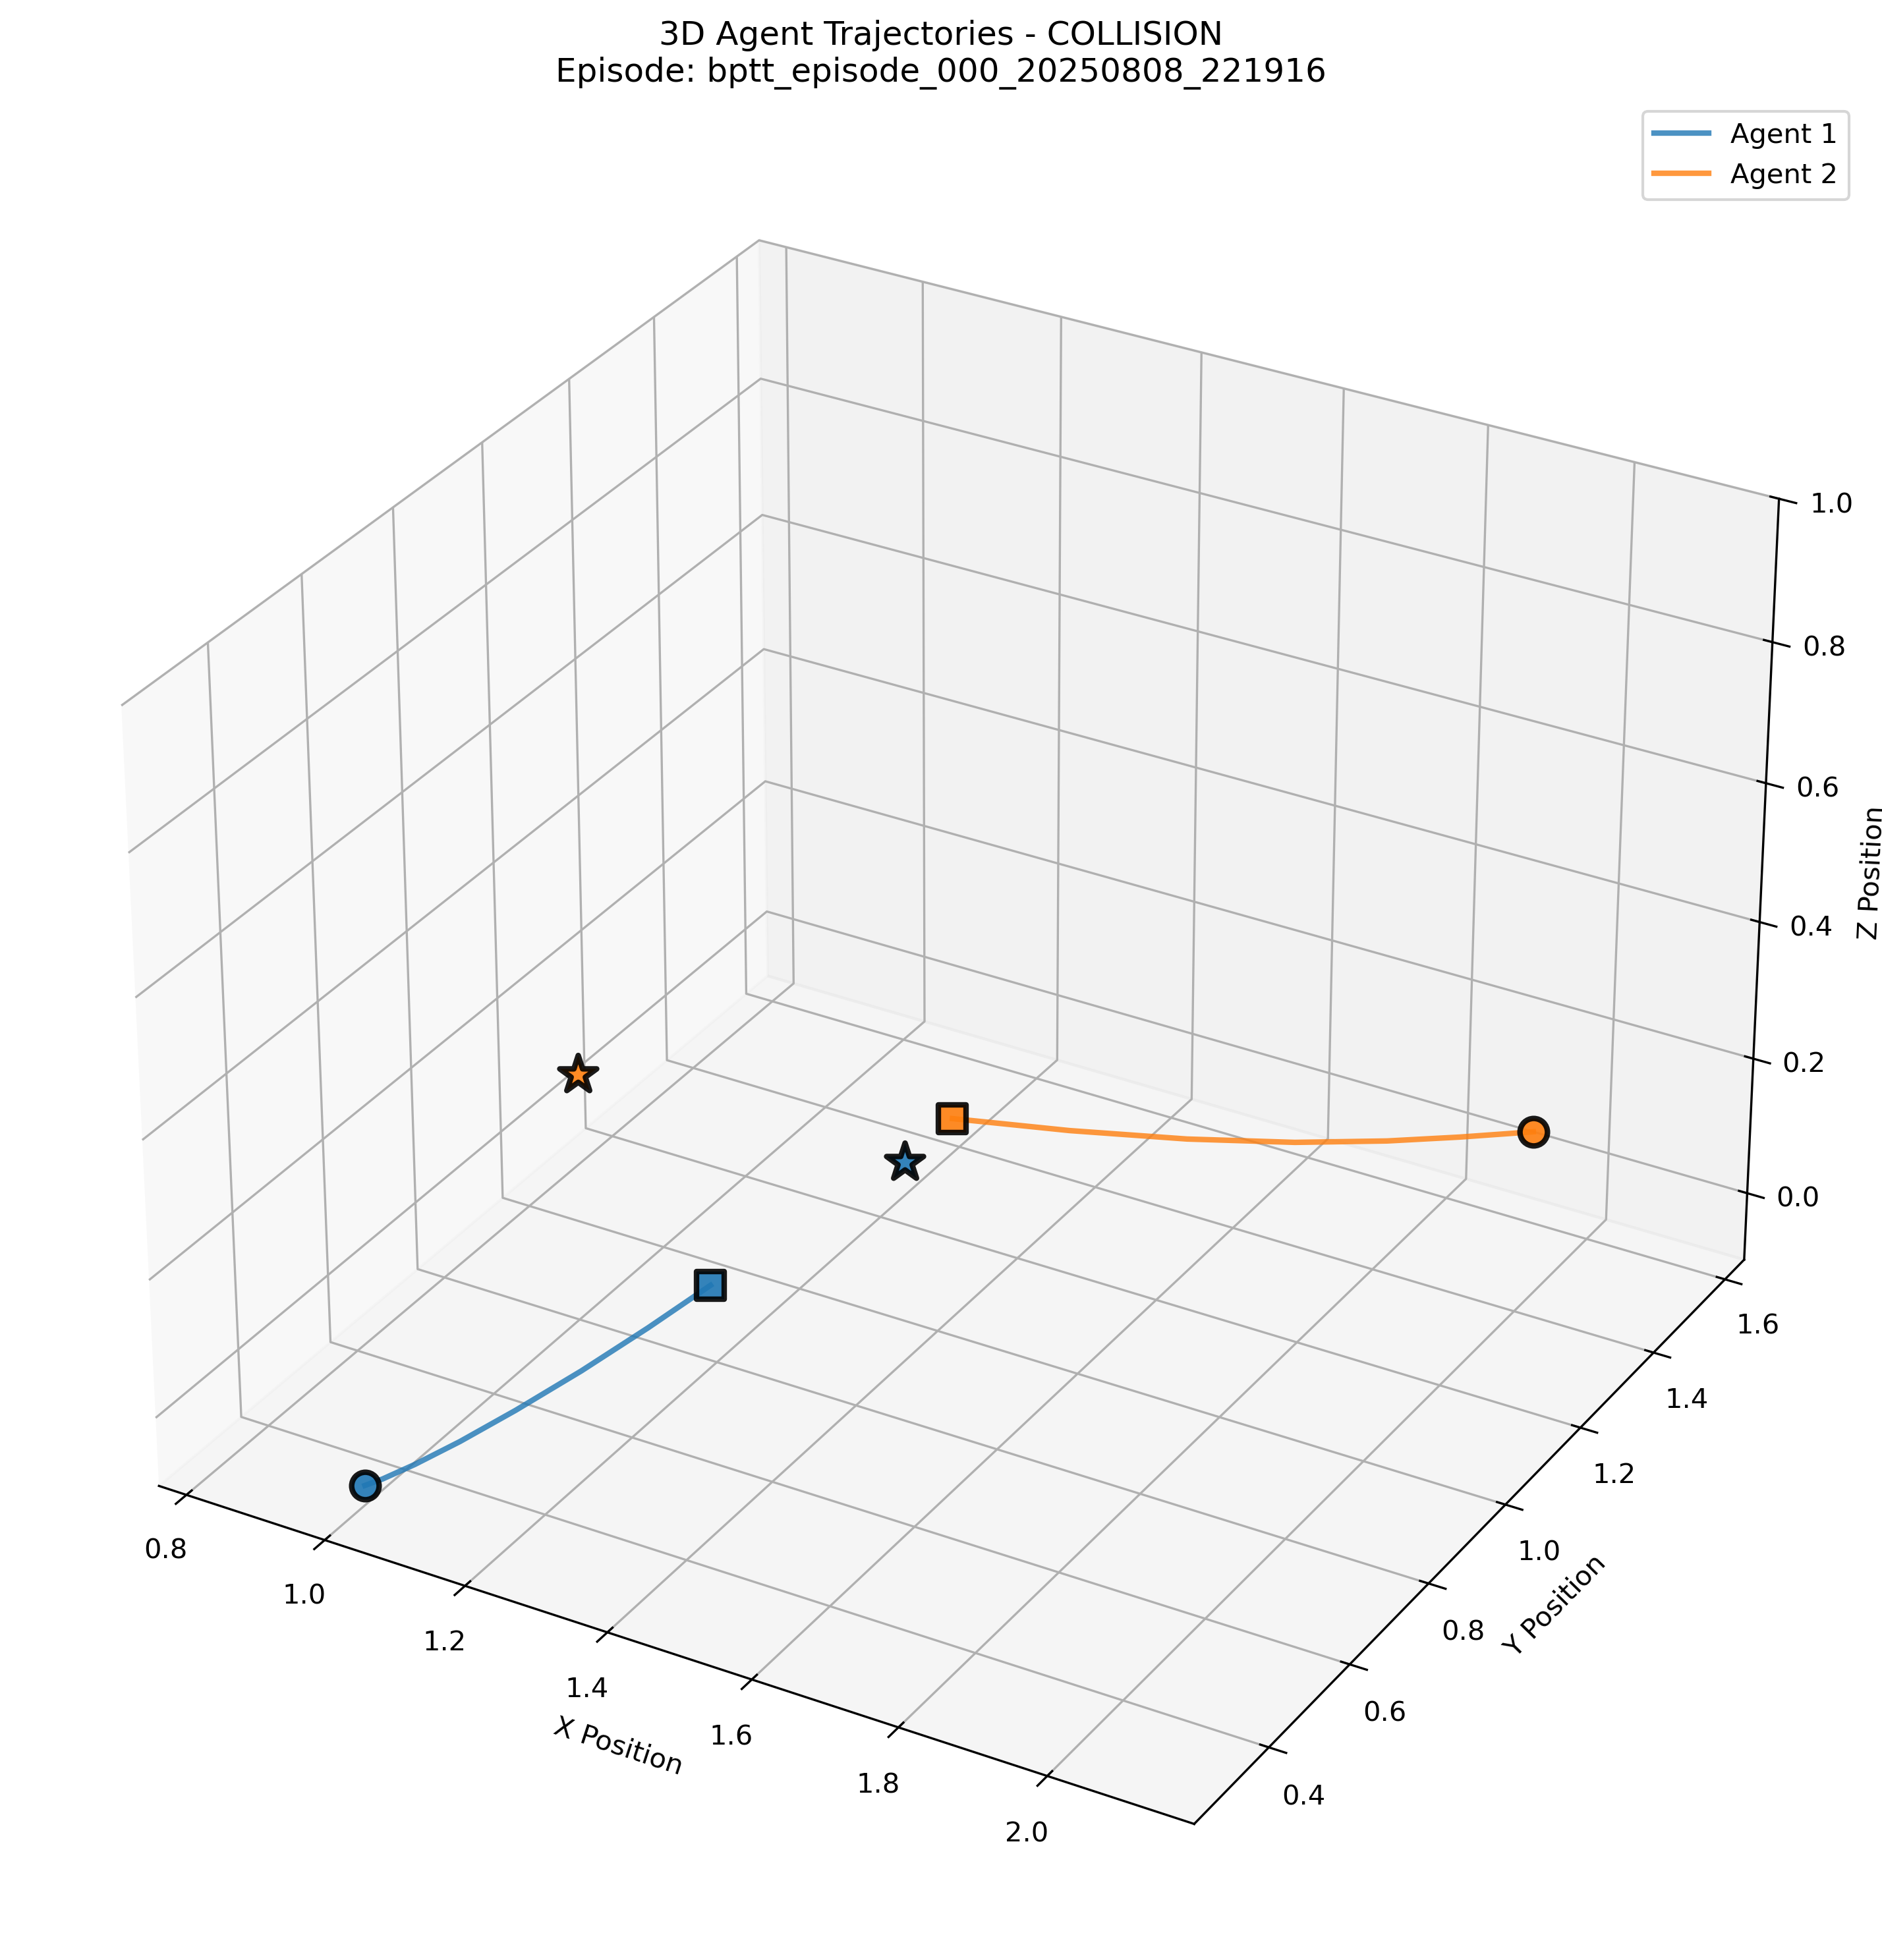 3D Agent Trajectories - COLLISION
Episode: bptt_episode_000_20250808_221916
Agent 1
Agent 2
1.0
0.8
0.6
0.4
0.2
0.0
Z Position
1.6
1.4
1.2
1.0
0.8
0.6
0.4
Y Position
0.8
1.0
1.2
1.4
1.6
1.8
2.0
X Position